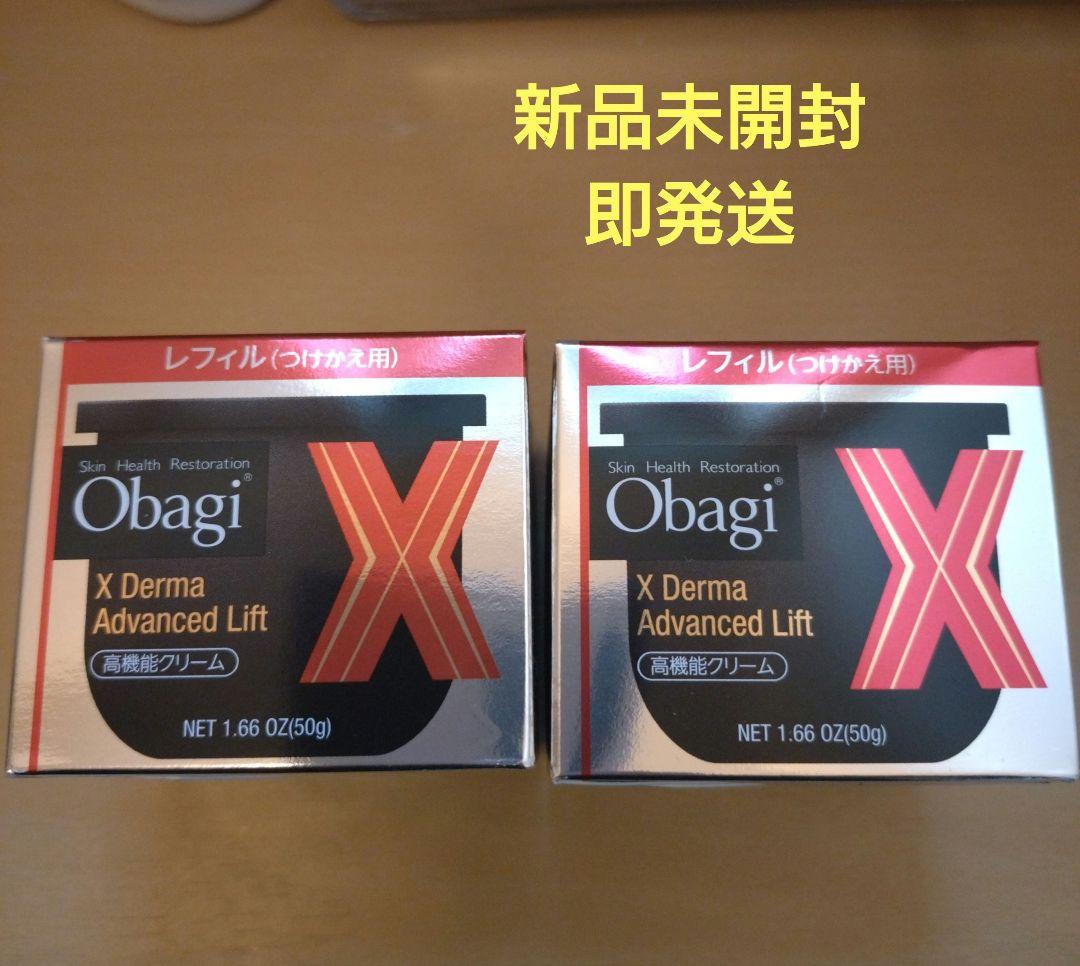 新品未開封
即発送
レフィル(つけかえ用)
Skin Health Restoration
Obagi®
X
X Derma
Advanced Lift
高機能クリーム
NET 1.66 OZ(50g)
レフィル(つけかえ用)
Skin Health Restoration
Obagi®
X
X Derma
Advanced Lift
高機能クリーム
NET 1.66 OZ(50g)